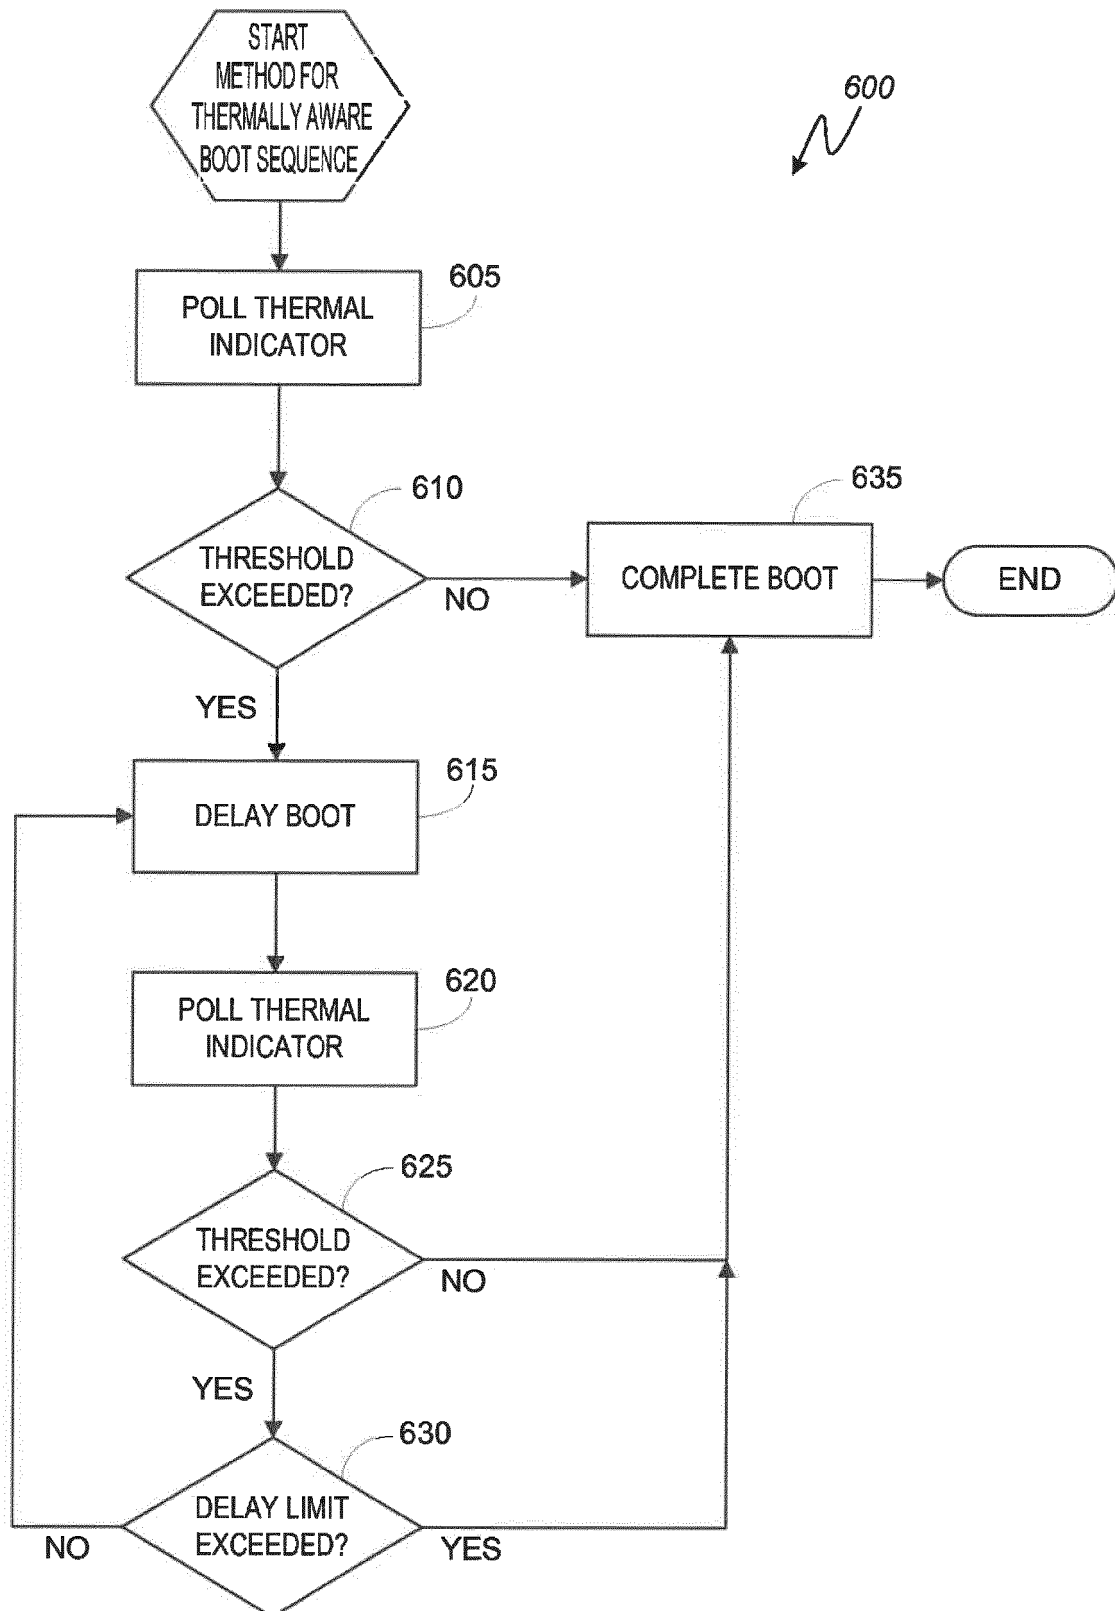 START
METHOD FOR
THERMALLY AWARE
BOOT SEQUENCE
600
605
POLL THERMAL
INDICATOR
610
THRESHOLD
EXCEEDED?
NO
635
COMPLETE BOOT
END
YES
615
DELAY BOOT
620
POLL THERMAL
INDICATOR
625
THRESHOLD
EXCEEDED?
NO
YES
630
DELAY LIMIT
EXCEEDED?
NO
YES